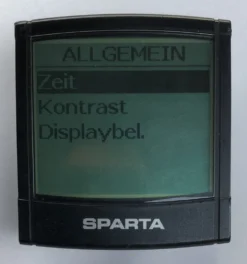 ALLGEMEIN
Zeit
Kontrast
Displaybel.
SPARTA